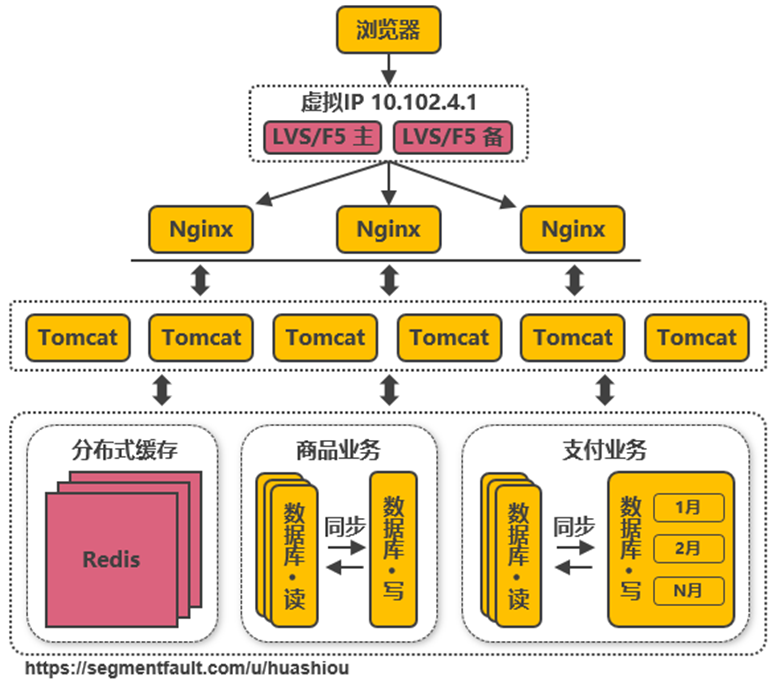 浏览器
虚拟IP 10.102.4.1
LVS/F5 主
LVS/F5 备
Nginx
Nginx
Nginx
Tomcat
Tomcat
Tomcat
Tomcat
Tomcat
Tomcat
分布式缓存
Redis
商品业务
数据库·读
同步
数据库·写
支付业务
数据库·读
同步
数据库·写
1月
2月
N月
https://segmentfault.com/u/huashiou